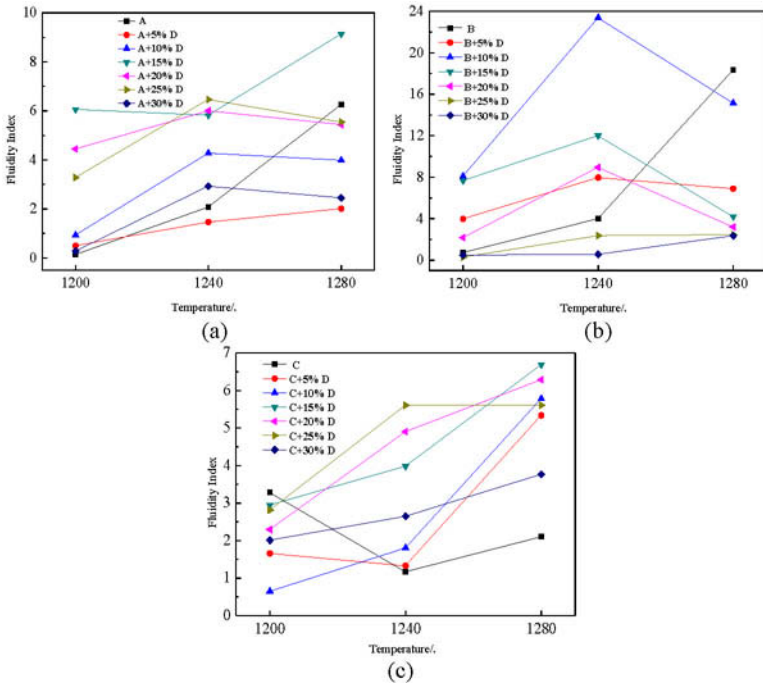 10
8
6
4
2
0
Fluidity Index
A
A+5% D
A+10% D
A+15% D
A+20% D
A+25% D
A+30% D
1200
1240
1280
Temperature/.
(a)
24
20
16
12
8
4
0
Fluidity Index
B
B+5% D
B+10% D
B+15% D
B+20% D
B+25% D
B+30% D
1200
1240
1280
Temperature/.
(b)
7
6
5
4
3
2
1
0
Fluidity Index
C
C+5% D
C+10% D
C+15% D
C+20% D
C+25% D
C+30% D
1200
1240
1280
Temperature/.
(c)